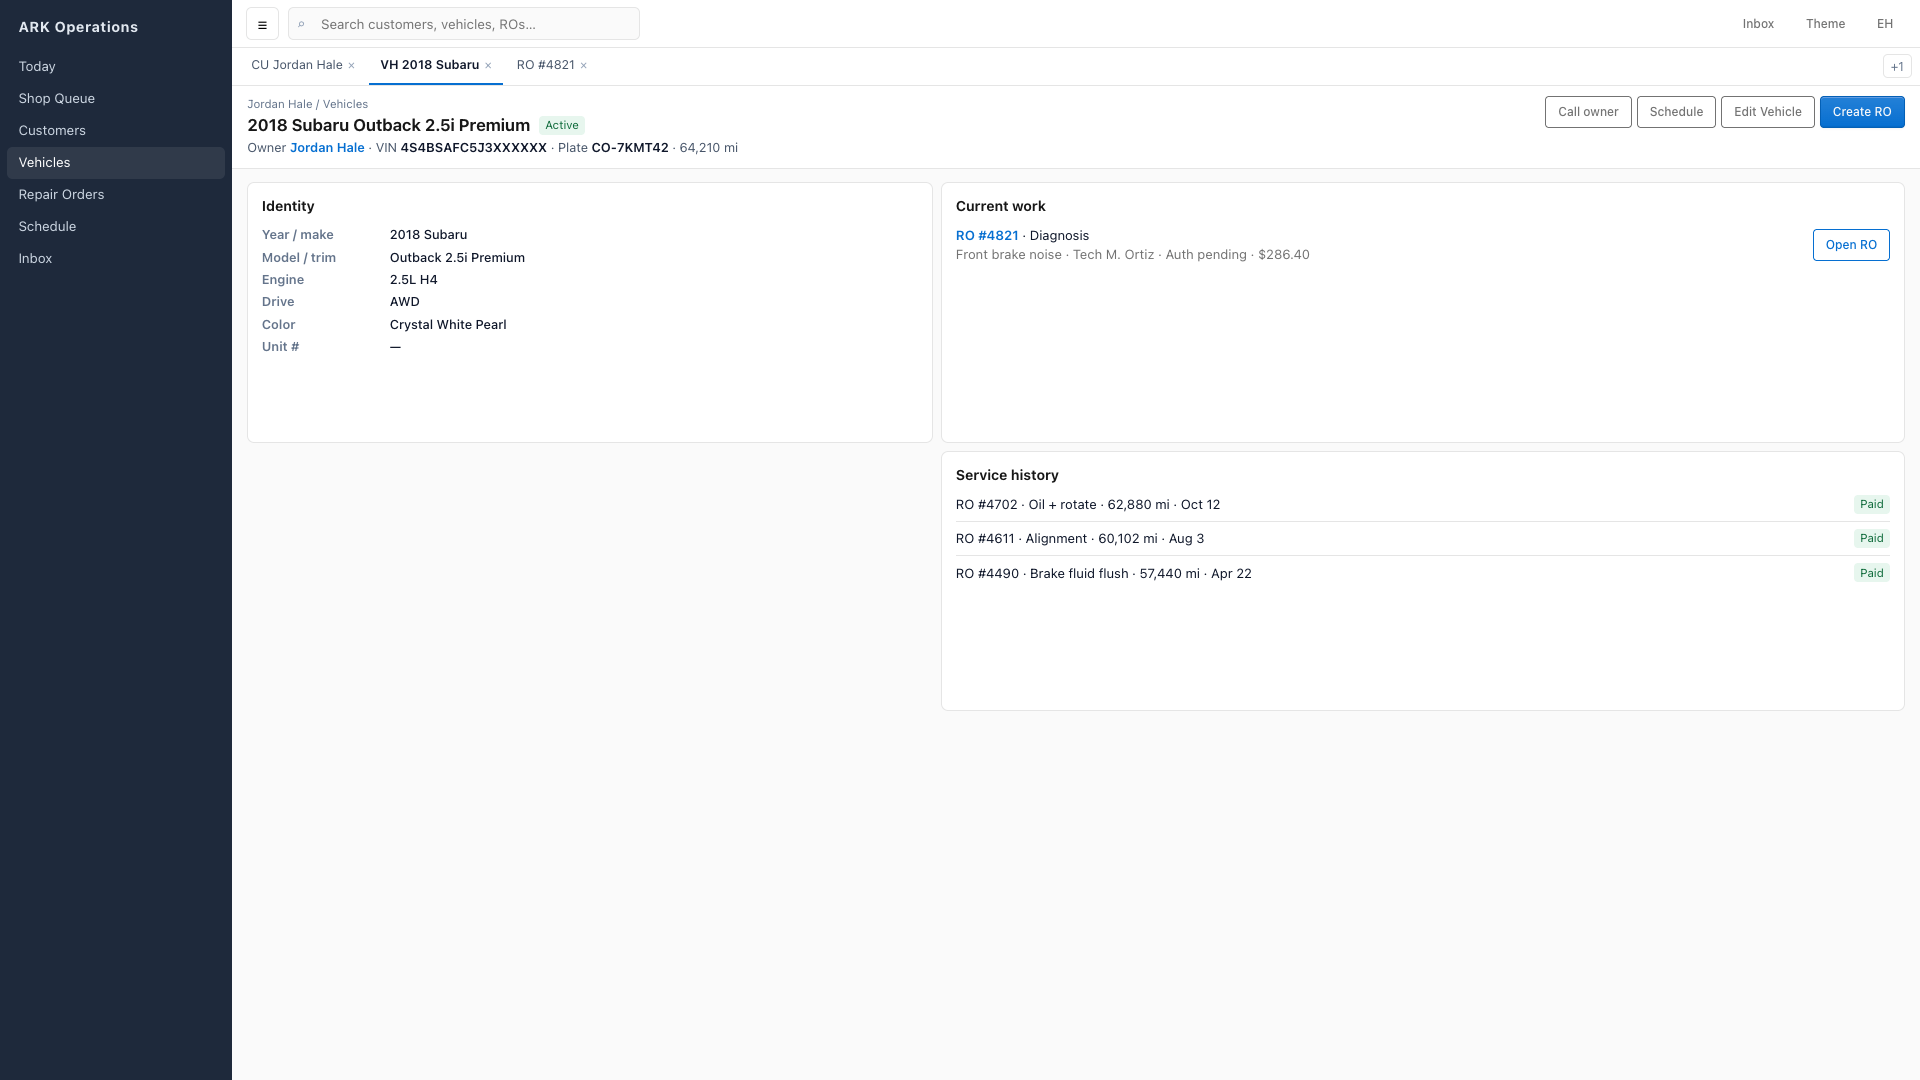 ARK Operations
Today
Shop Queue
Customers
Vehicles
Repair Orders
Schedule
Inbox
Search customers, vehicles, ROs...
Inbox
Theme
EH
CU Jordan Hale ×
VH 2018 Subaru ×
RO #4821 ×
+1
Jordan Hale / Vehicles
2018 Subaru Outback 2.5i Premium Active
Owner Jordan Hale · VIN 4S4BSAFC5J3XXXXXX · Plate CO-7KMT42 · 64,210 mi
Call owner
Schedule
Edit Vehicle
Create RO
Identity
Year / make 2018 Subaru
Model / trim Outback 2.5i Premium
Engine 2.5L H4
Drive AWD
Color Crystal White Pearl
Unit # —
Current work
RO #4821 · Diagnosis
Front brake noise · Tech M. Ortiz · Auth pending · $286.40
Open RO
Service history
RO #4702 · Oil + rotate · 62,880 mi · Oct 12 Paid
RO #4611 · Alignment · 60,102 mi · Aug 3 Paid
RO #4490 · Brake fluid flush · 57,440 mi · Apr 22 Paid